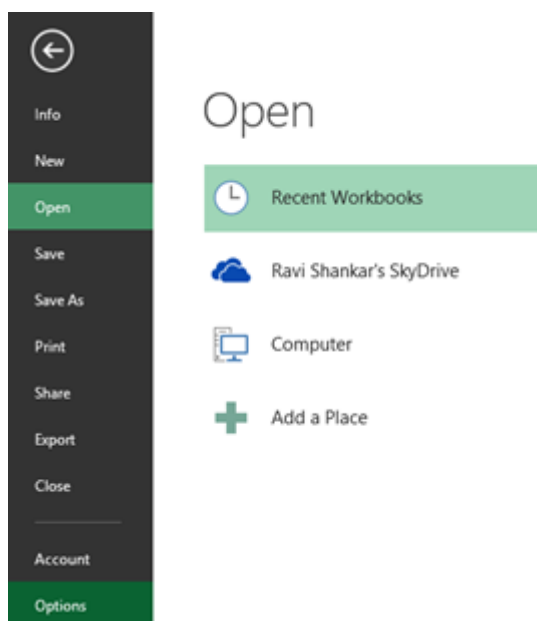 Info
New
Open
Save
Save As
Print
Share
Export
Close
Account
Options
Open
Recent Workbooks
Ravi Shankar's SkyDrive
Computer
Add a Place